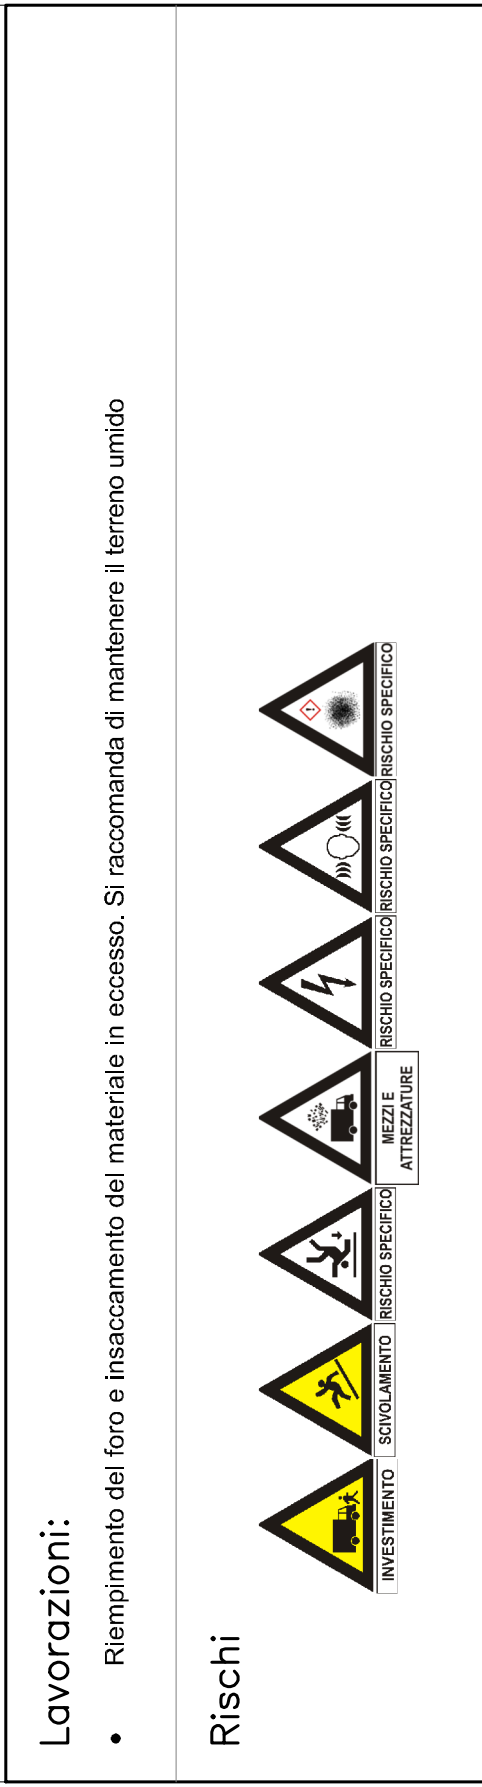 Lavorazioni:
• Riempimento del foro e insaccamento del materiale in eccesso. Si raccomanda di mantenere il terreno umido
Rischi
INVESTIMENTO
SCIVOLAMENTO
RISCHIO SPECIFICO
MEZZI E
ATTREZZATURE
RISCHIO SPECIFICO
RISCHIO SPECIFICO
RISCHIO SPECIFICO